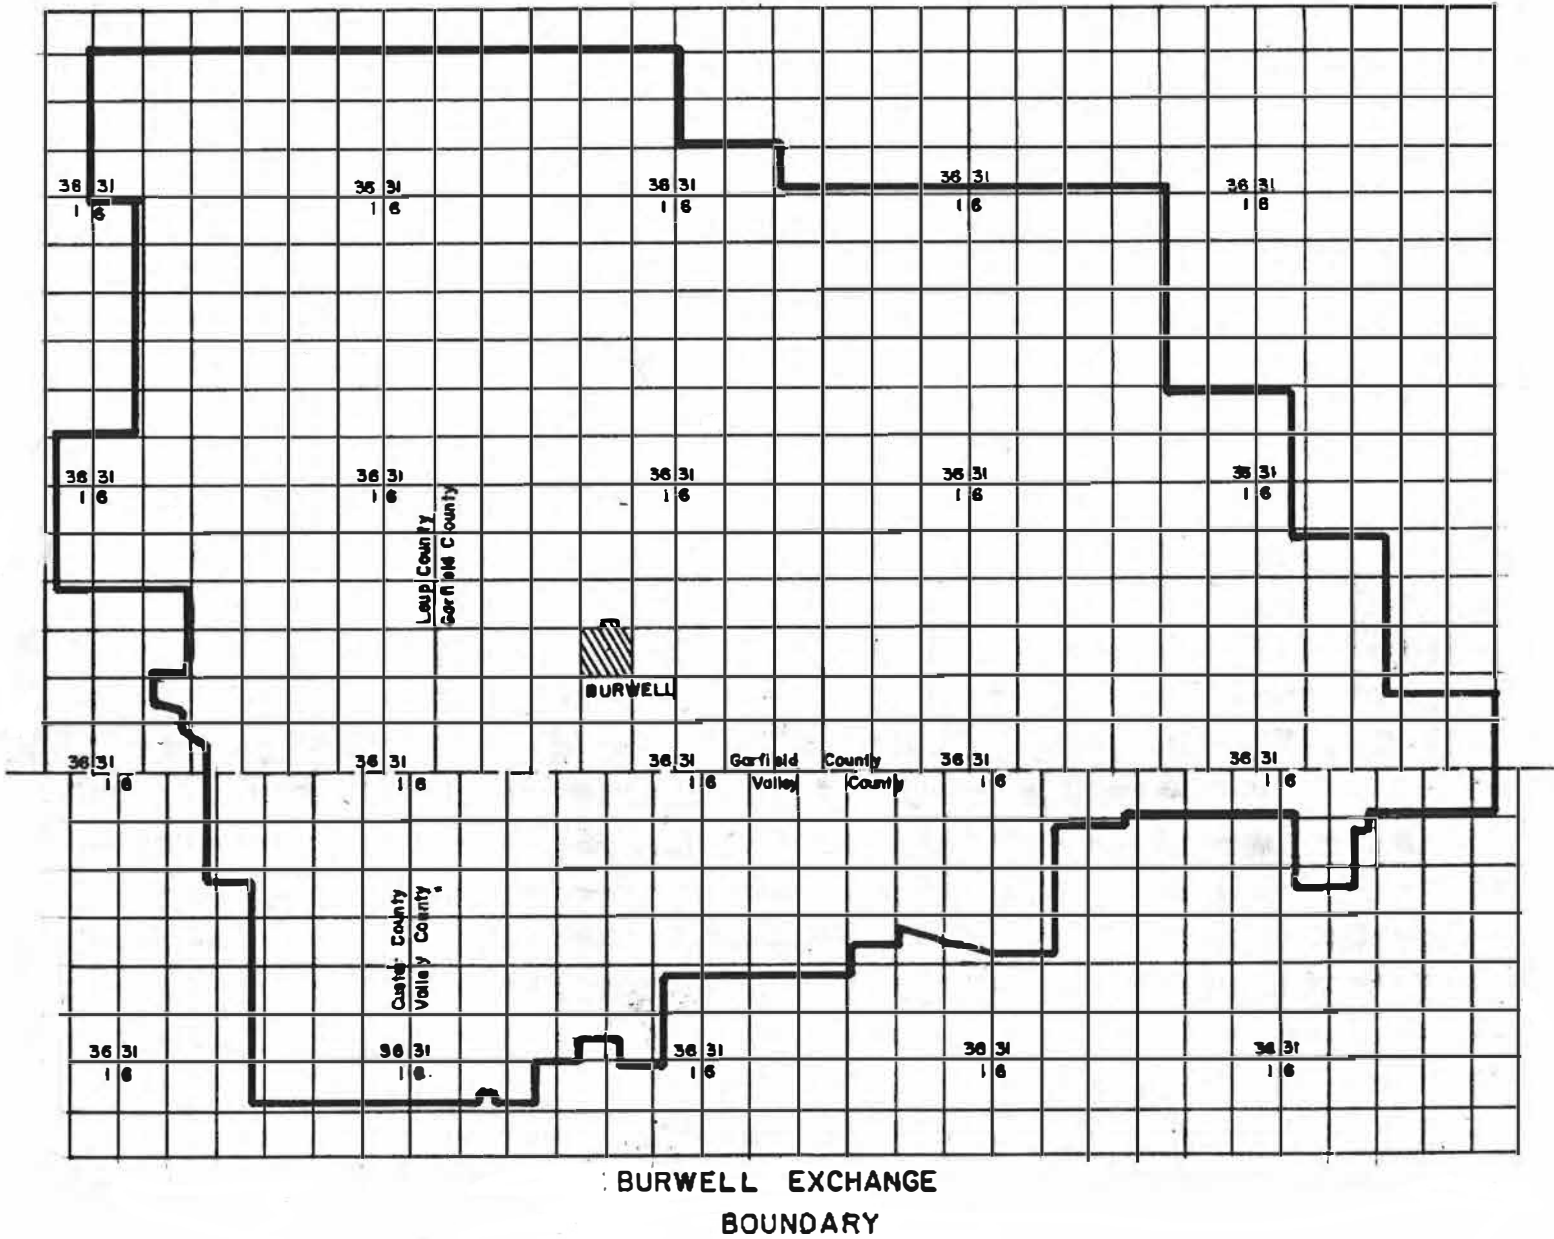 36 31 36 31 36 31 36 31 36 31
1 6 1 6 1 6 1 6 1 6
36 31 36 31 36 31 36 31 36 31
1 6 1 6 1 6 1 6 1 6
Loup County
Garfield County
BURWELL
36 31 36 31 36 31 Garfield County 36 31 36 31
1 6 1 6 1 6 Valley County 1 6 1 6
Custer County
Valley County
36 31 36 31 36 31 36 31 36 31
1 6 1 6 1 6 1 6 1 6
BURWELL EXCHANGE
BOUNDARY